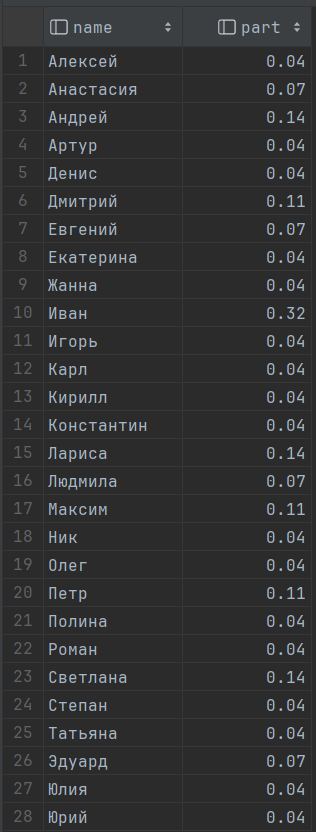 name part
1 Алексей 0.04
2 Анастасия 0.07
3 Андрей 0.14
4 Артур 0.04
5 Денис 0.04
6 Дмитрий 0.11
7 Евгений 0.07
8 Екатерина 0.04
9 Жанна 0.04
10 Иван 0.32
11 Игорь 0.04
12 Карл 0.04
13 Кирилл 0.04
14 Константин 0.04
15 Лариса 0.14
16 Людмила 0.07
17 Максим 0.11
18 Ник 0.04
19 Олег 0.04
20 Петр 0.11
21 Полина 0.04
22 Роман 0.04
23 Светлана 0.14
24 Степан 0.04
25 Татьяна 0.04
26 Эдуард 0.07
27 Юлия 0.04
28 Юрий 0.04